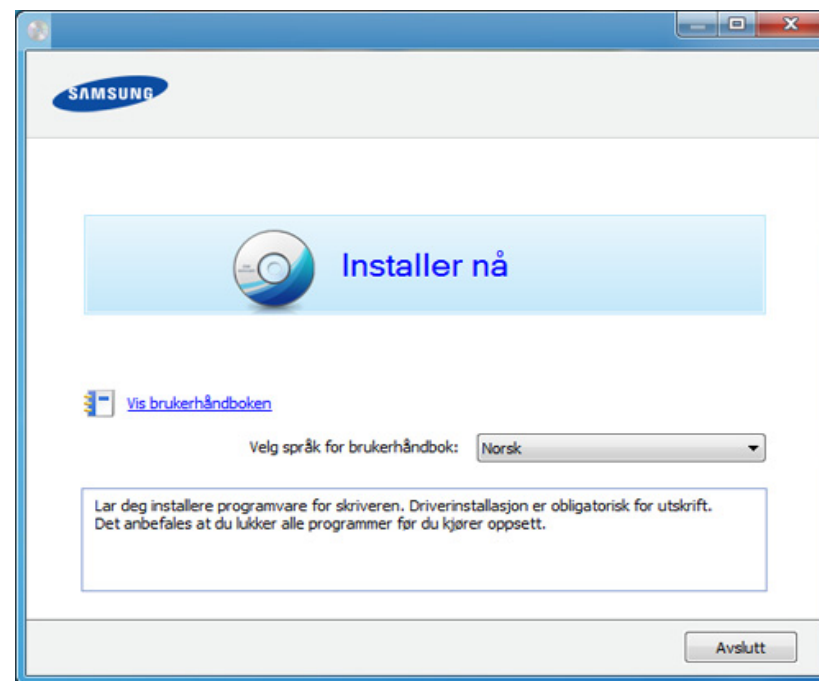 SAMSUNG
Installer nå
Vis brukerhåndboken
Velg språk for brukerhåndbok: Norsk
Lar deg installere programvare for skriveren. Driverinstallasjon er obligatorisk for utskrift.
Det anbefales at du lukker alle programmer før du kjører oppsett.
Avslutt